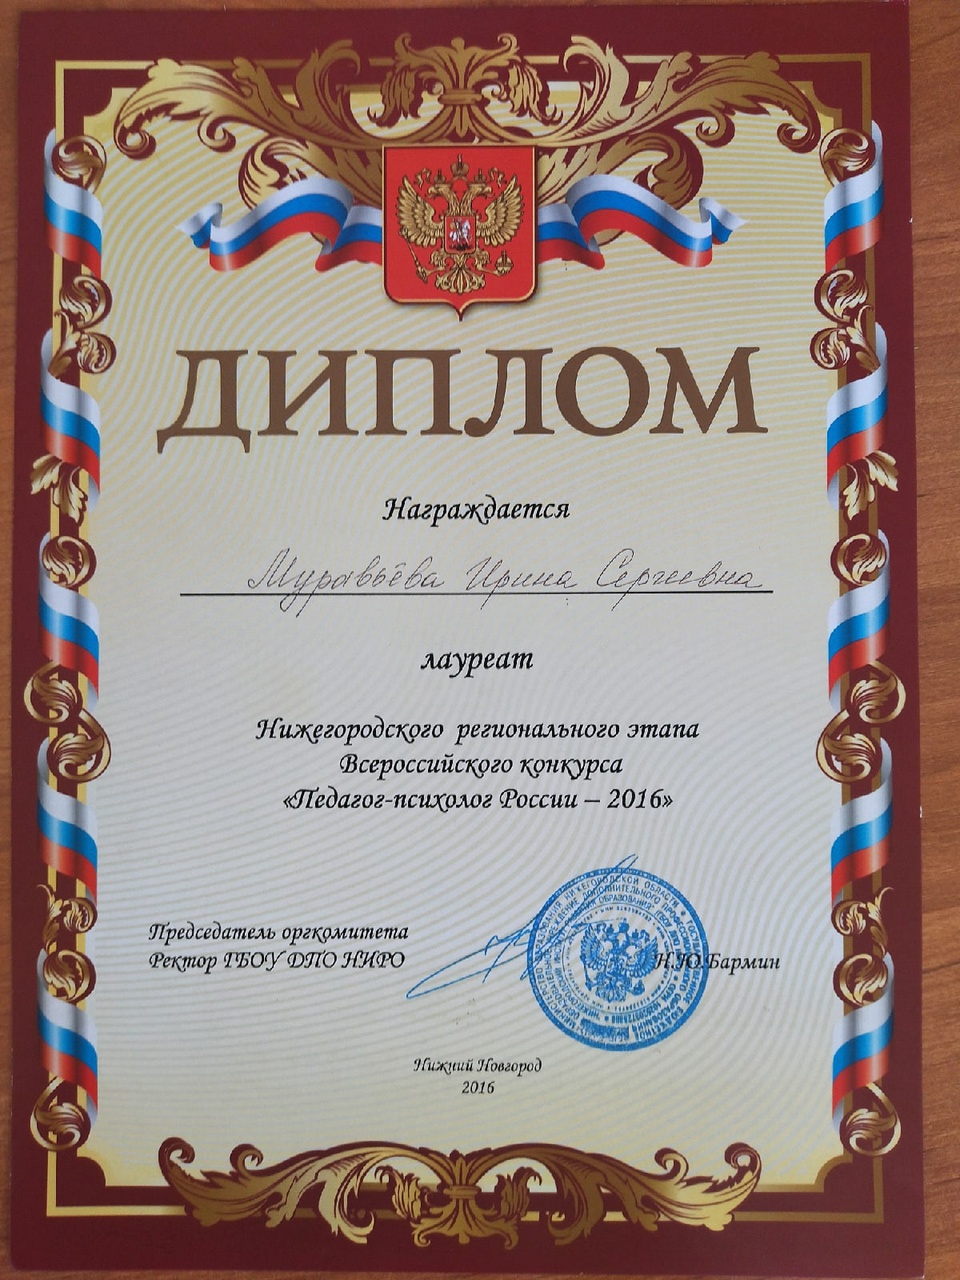 ДИПЛОМ
Награждается
Муравьёва Ирина Сергеевна
лауреат
Нижегородского регионального этапа
Всероссийского конкурса
«Педагог-психолог России – 2016»
Председатель оргкомитета
Ректор ГБОУ ДПО НИРО
Н.Ю.Бармин
Нижний Новгород
2016